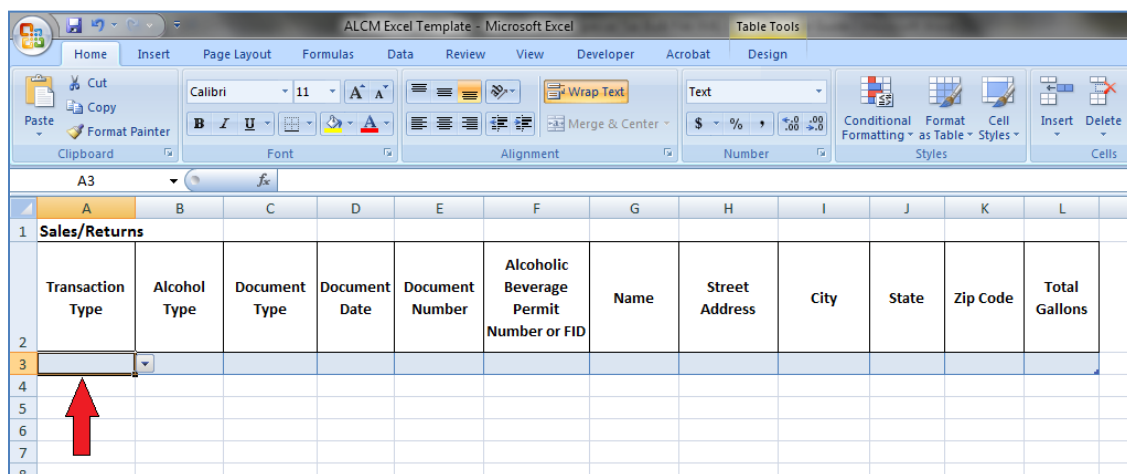 ALCM Excel Template - Microsoft Excel
Table Tools
Home Insert Page Layout Formulas Data Review View Developer Acrobat Design
Cut
Copy
Format Painter
Paste
Clipboard
Calibri 11 A A
B I U A
Font
Wrap Text
Merge & Center
Alignment
Text
$ % , .0 .00 .00 .0
Number
Conditional Formatting
Format as Table
Cell Styles
Styles
Insert Delete
Cells
A3 fx
A B C D E F G H I J K L
1 Sales/Returns
2
Transaction Type
Alcohol Type
Document Type
Document Date
Document Number
Alcoholic Beverage Permit Number or FID
Name
Street Address
City
State
Zip Code
Total Gallons
3
4
5
6
7